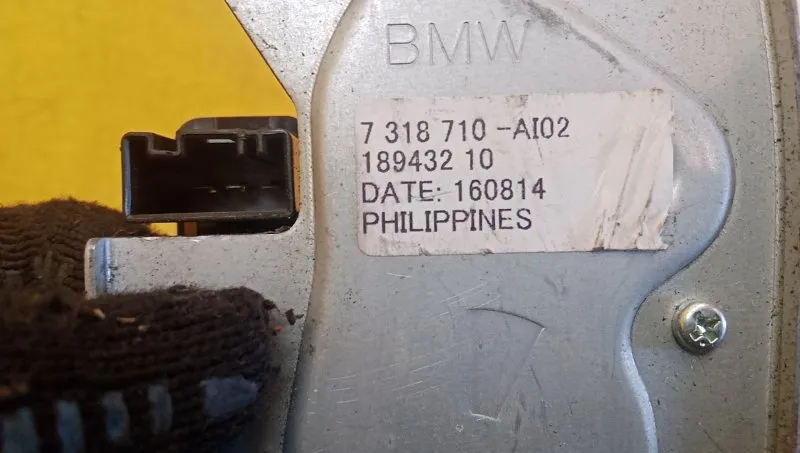 BMW
7 318 710 -AI02
189432 10
DATE: 160814
PHILIPPINES